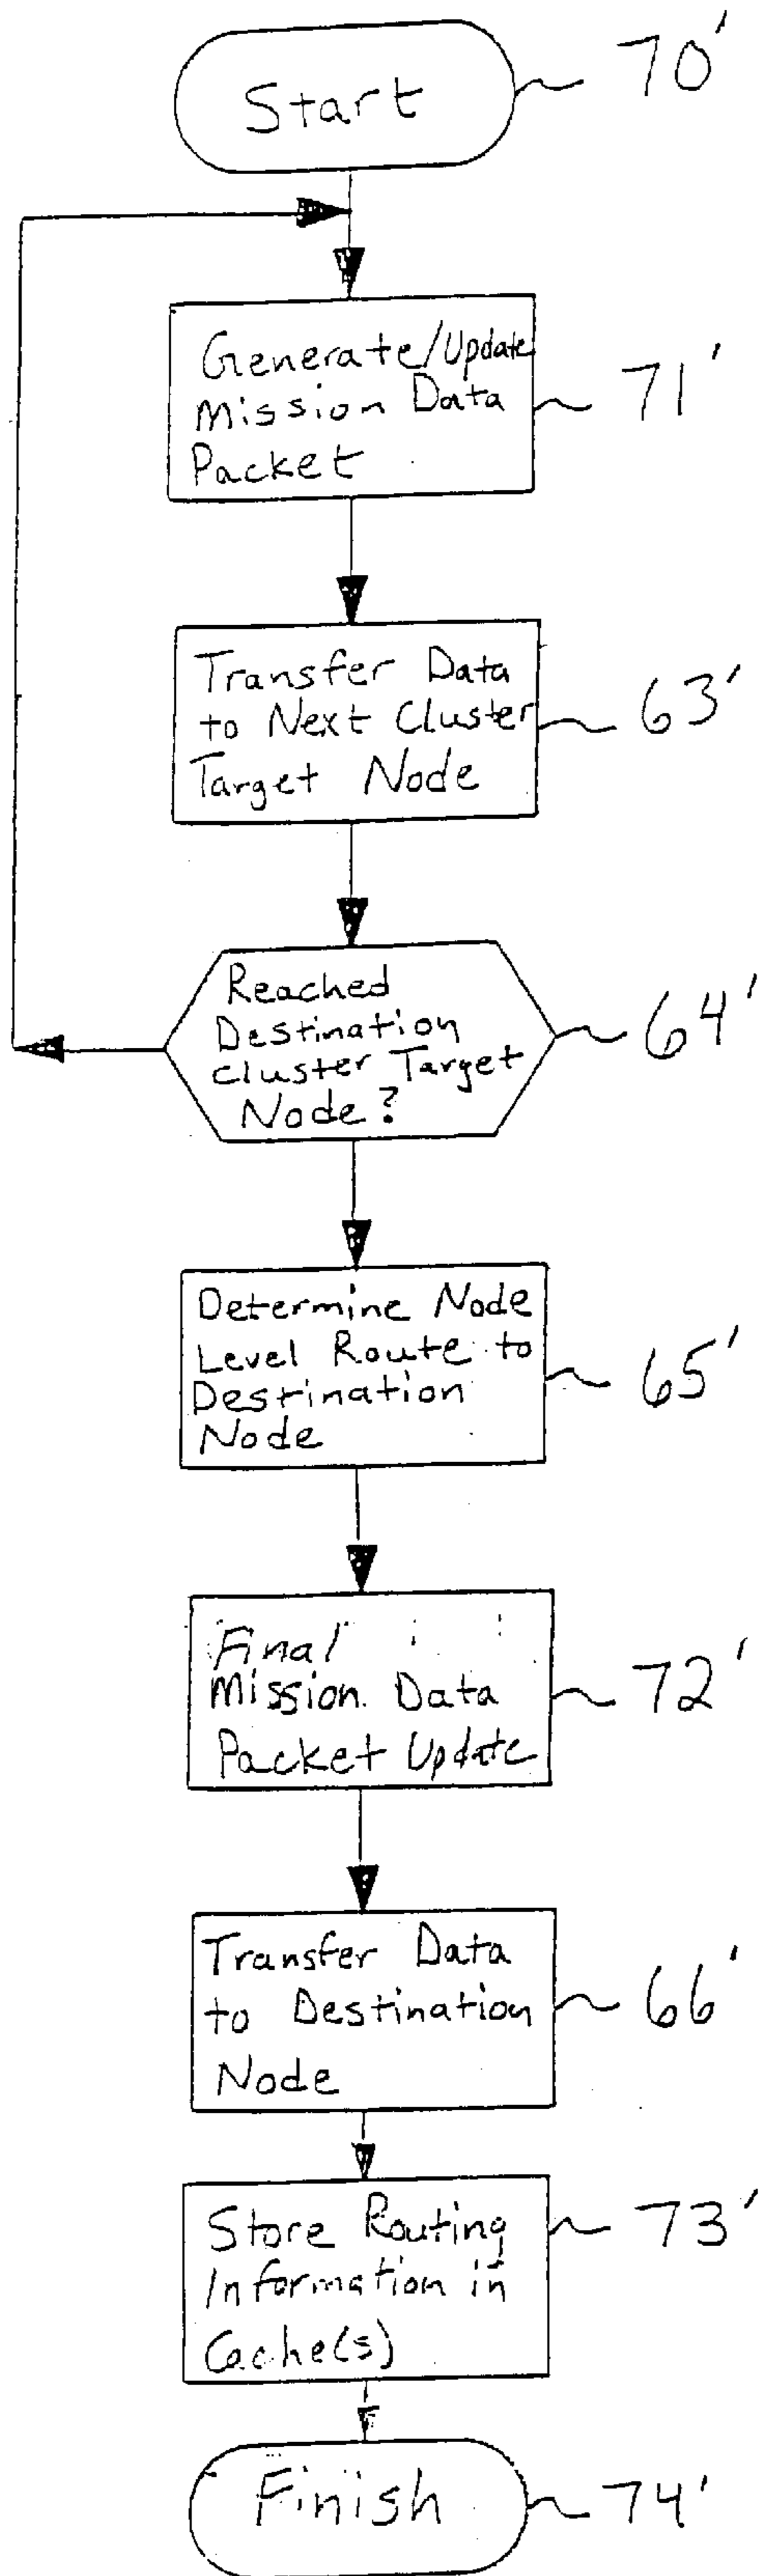 Start
70'
Generate/Update
Mission Data
Packet
71'
Transfer Data
to Next Cluster
Target Node
63'
Reached
Destination
Cluster Target
Node?
64'
Determine Node
Level Route to
Destination
Node
65'
Final
Mission Data
Packet Update
72'
Transfer Data
to Destination
Node
66'
Store Routing
Information in
Cache(s)
73'
Finish
74'